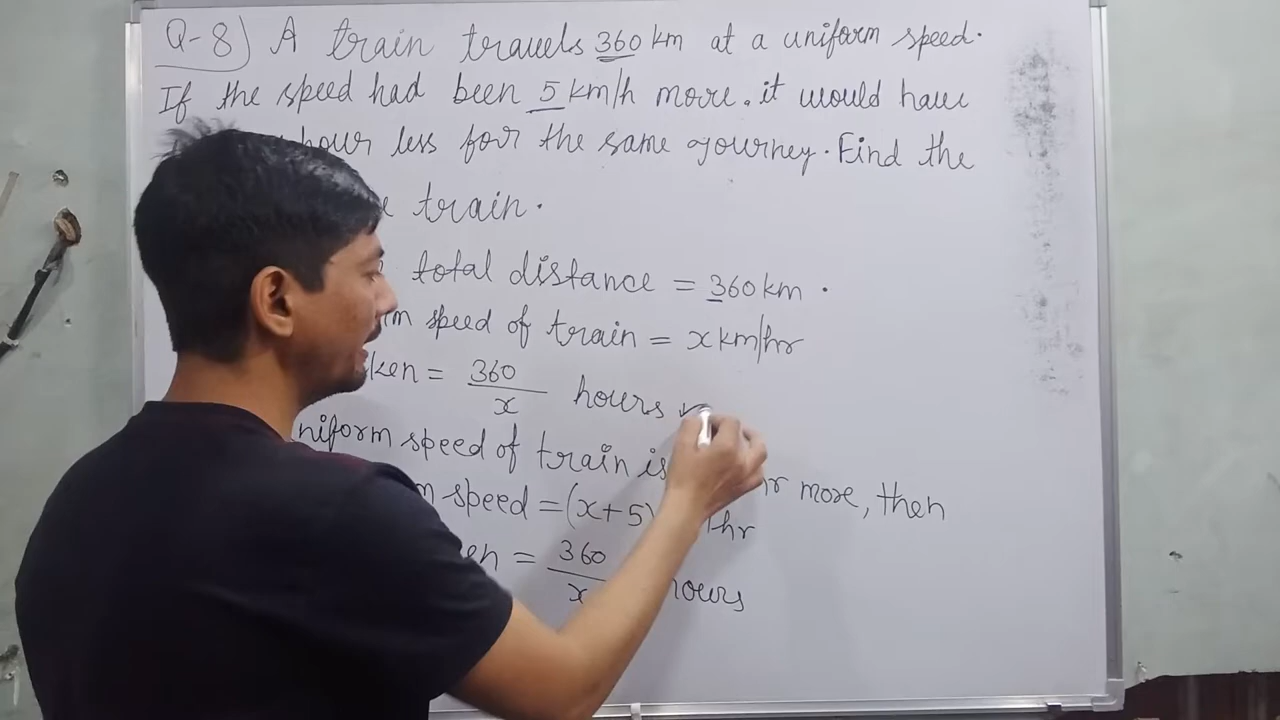 Q-8) A train travels 360 km at a uniform speed.
If the speed had been 5 km/h more. it would have
hour less for the same journey. Find the
train.
total distance = 360 km.
speed of train = x km/hr
= 360/x hours
niform speed of train is more, then
speed = (x+5) hr
= 360/x hours